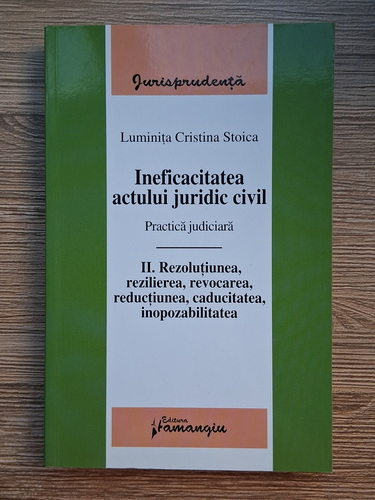 Jurisprudență
Luminița Cristina Stoica
Ineficacitatea
actului juridic civil
Practică judiciară
II. Rezoluțiunea,
rezilierea, revocarea,
reducțiunea, caducitatea,
inopozabilitatea
Editura
Hamangiu